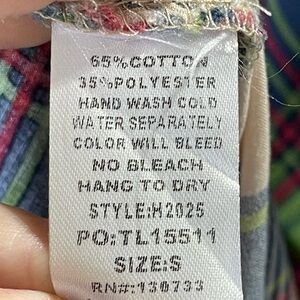 65%COTTON
35%POLYESTER
HAND WASH COLD
WATER SEPARATELY
COLOR WILL BLEED
NO BLEACH
HANG TO DRY
STYLE:H2025
PO:TL15511
SIZE:S
RN#:130733